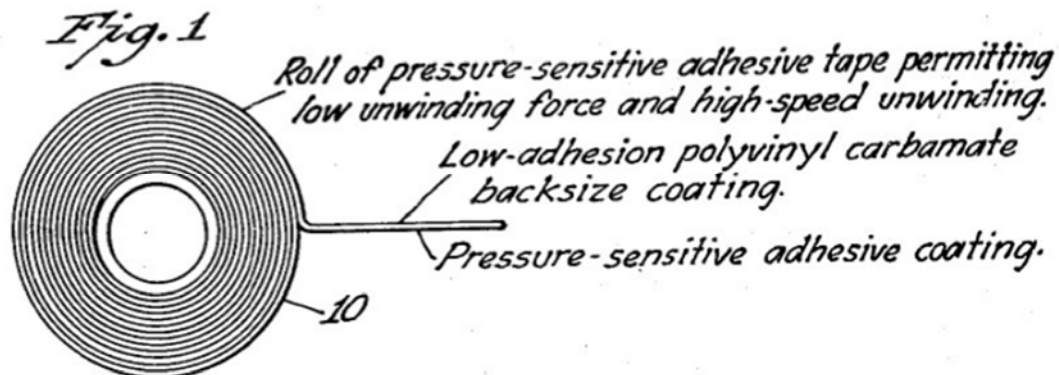 Fig. 1
Roll of pressure-sensitive adhesive tape permitting
low unwinding force and high-speed unwinding.
Low-adhesion polyvinyl carbamate
backsize coating.
Pressure-sensitive adhesive coating.
10